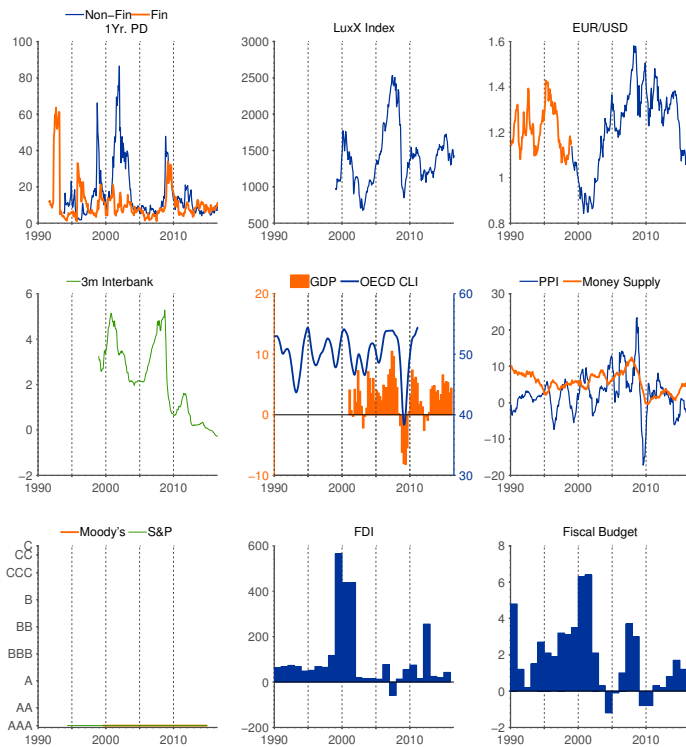 Non−Fin Fin
1Yr. PD
100
80
60
40
20
0
1990 2000 2010
LuxX Index
3000
2500
2000
1500
1000
500
1990 2000 2010
EUR/USD
1.6
1.4
1.2
1
0.8
1990 2000 2010
3m Interbank
6
4
2
0
−2
1990 2000 2010
GDP OECD CLI
20 60
10 50
0 40
−10 30
1990 2000 2010
PPI Money Supply
30
20
10
0
−10
−20
1990 2000 2010
Moody's S&P
C
CC
CCC
B
BB
BBB
A
AA
AAA
1990 2000 2010
FDI
600
400
200
0
−200
1990 2000 2010
Fiscal Budget
8
6
4
2
0
−2
1990 2000 2010